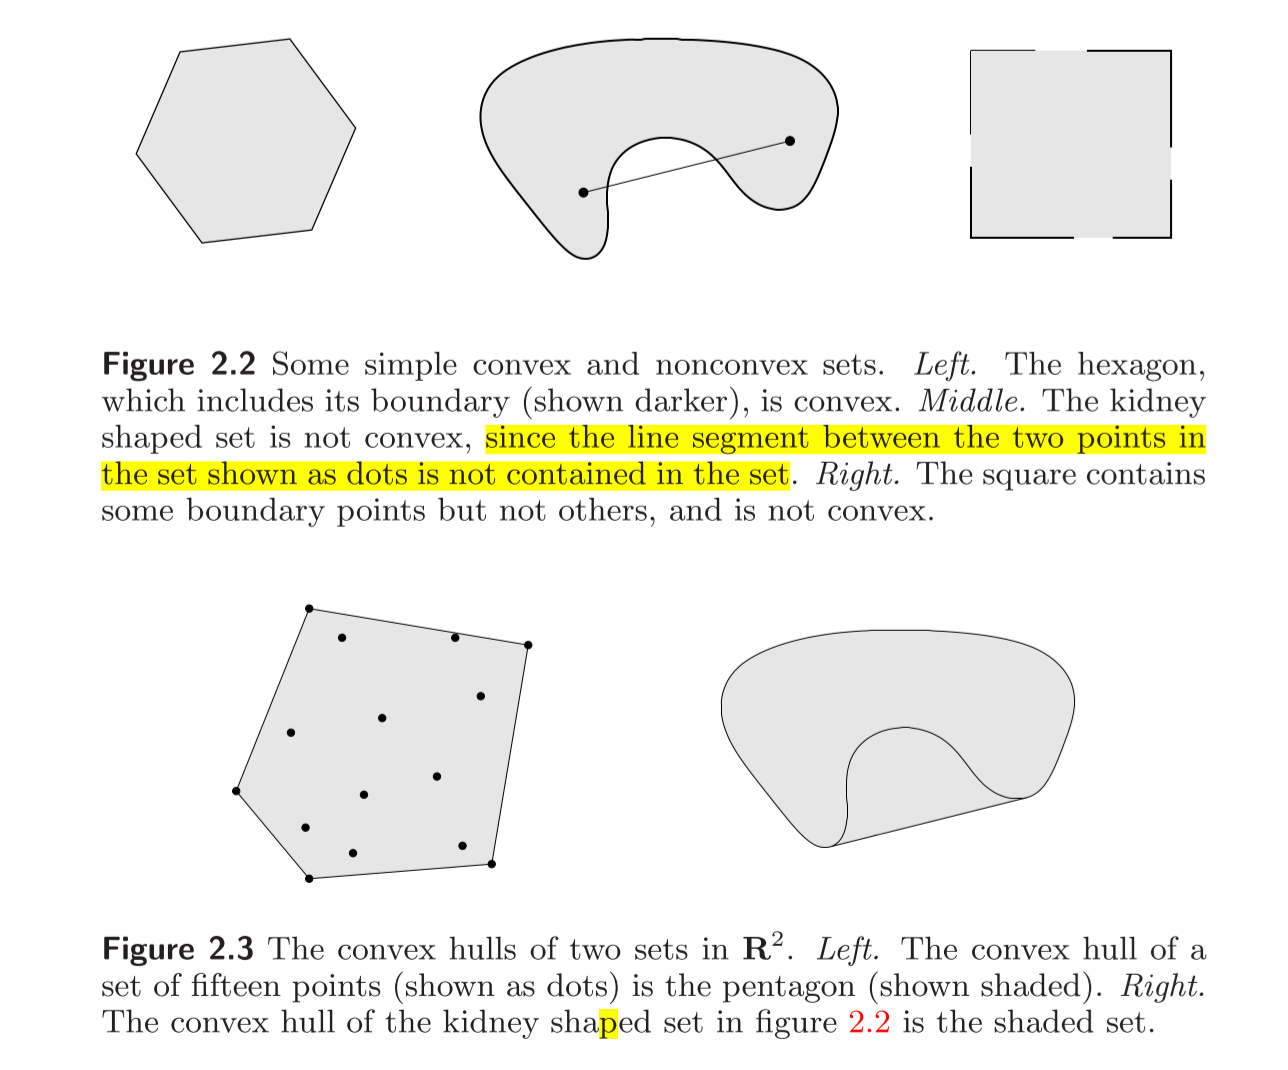 Figure 2.2 Some simple convex and nonconvex sets. Left. The hexagon,
which includes its boundary (shown darker), is convex. Middle. The kidney
shaped set is not convex, since the line segment between the two points in
the set shown as dots is not contained in the set. Right. The square contains
some boundary points but not others, and is not convex.
Figure 2.3 The convex hulls of two sets in R². Left. The convex hull of a
set of fifteen points (shown as dots) is the pentagon (shown shaded). Right.
The convex hull of the kidney shaped set in figure 2.2 is the shaded set.